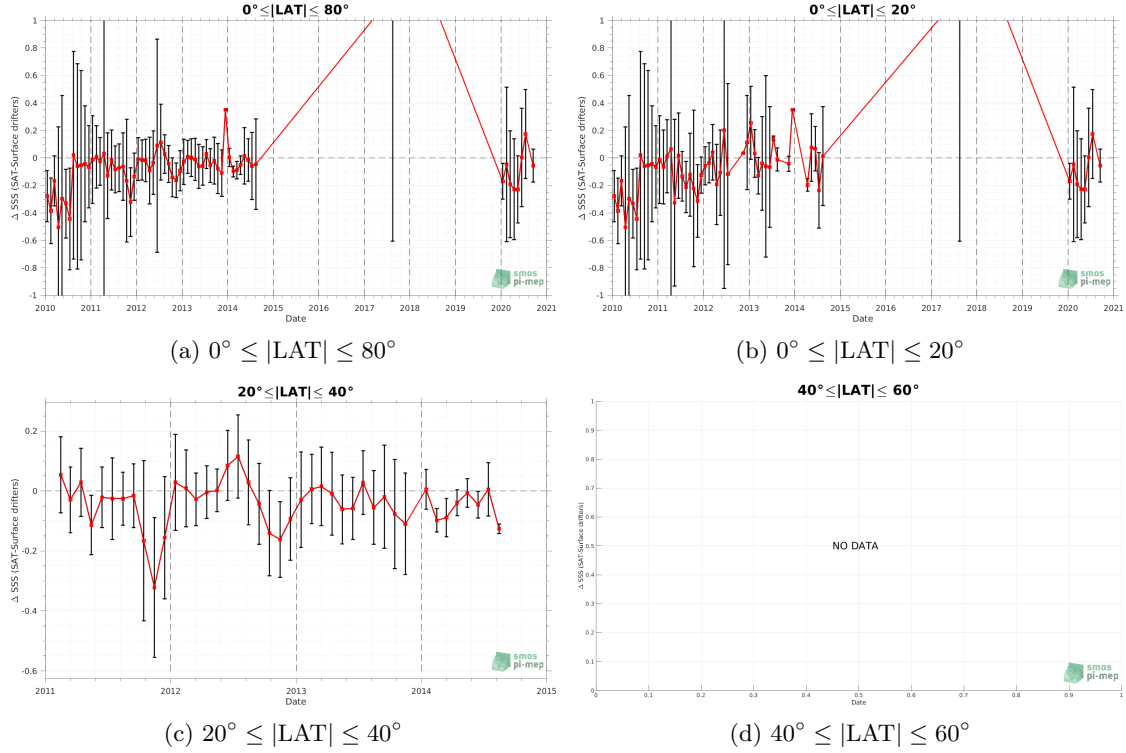 0°≤|LAT|≤ 80°
Δ SSS (SAT-Surface drifters)
1
0.8
0.6
0.4
0.2
0
-0.2
-0.4
-0.6
-0.8
-1
2010 2011 2012 2013 2014 2015 2016 2017 2018 2019 2020 2021
Date
smos
pi-mep
(a) 0° ≤ |LAT| ≤ 80°
0°≤|LAT|≤ 20°
Δ SSS (SAT-Surface drifters)
1
0.8
0.6
0.4
0.2
0
-0.2
-0.4
-0.6
-0.8
-1
2010 2011 2012 2013 2014 2015 2016 2017 2018 2019 2020 2021
Date
smos
pi-mep
(b) 0° ≤ |LAT| ≤ 20°
20°≤|LAT|≤ 40°
Δ SSS (SAT-Surface drifters)
0.2
0
-0.2
-0.4
-0.6
2011 2012 2013 2014 2015
Date
smos
pi-mep
(c) 20° ≤ |LAT| ≤ 40°
40°≤|LAT|≤ 60°
Δ SSS (SAT-Surface drifters)
1
0.9
0.8
0.7
0.6
0.5
0.4
0.3
0.2
0.1
0
NO DATA
0 0.1 0.2 0.3 0.4 0.5 0.6 0.7 0.8 0.9 1
Date
smos
pi-mep
(d) 40° ≤ |LAT| ≤ 60°